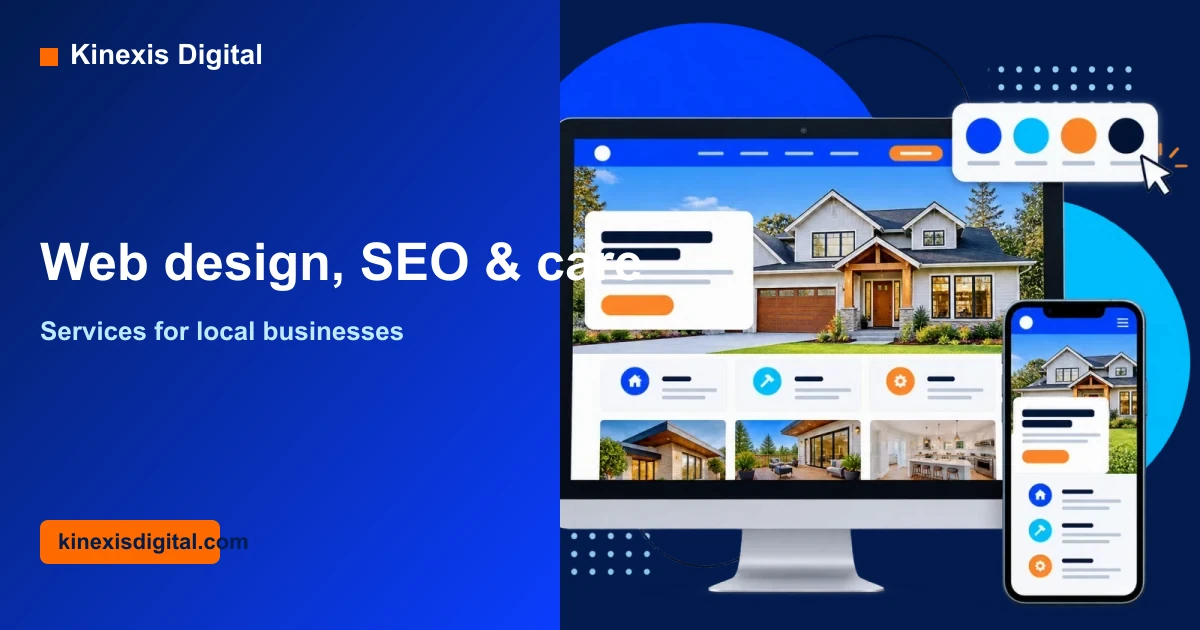 Kinexis Digital
Web design, SEO & care
Services for local businesses
kinexisdigital.com